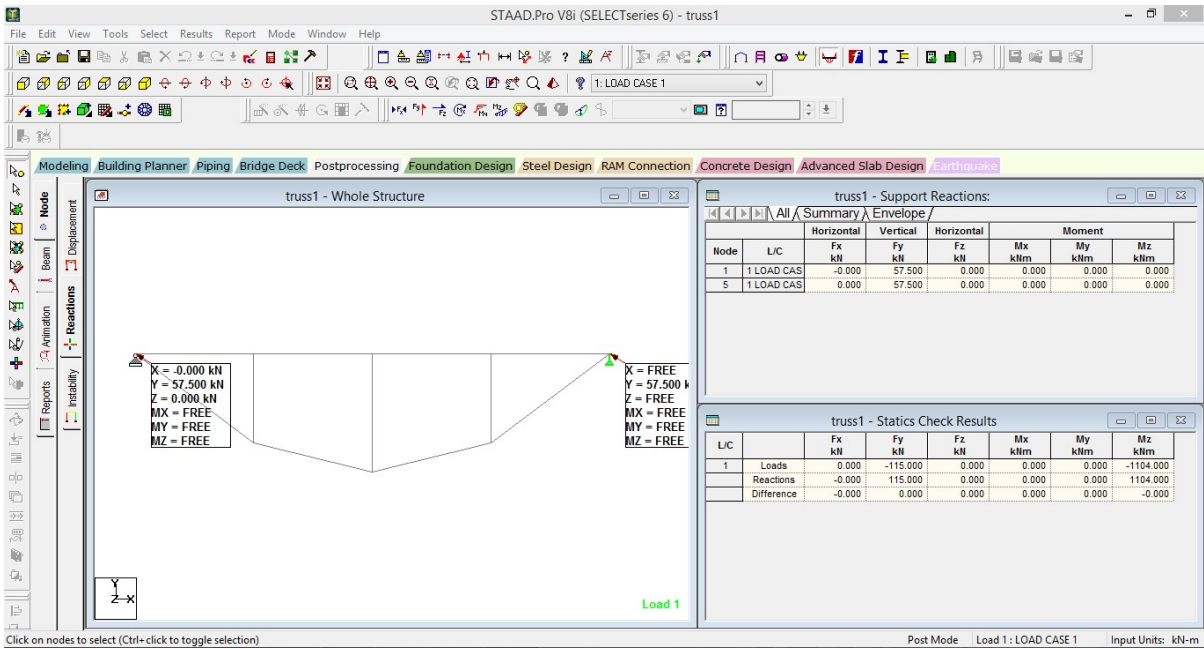 STAAD.Pro V8i (SELECTseries 6) - truss1
File Edit View Tools Select Results Report Mode Window Help
1: LOAD CASE 1
Modeling Building Planner Piping Bridge Deck Postprocessing Foundation Design Steel Design RAM Connection Concrete Design Advanced Slab Design Earthquake
Node
Beam
Animation
Reports
Displacement
Reactions
Instability
truss1 - Whole Structure
X = -0.000 kN
Y = 57.500 kN
Z = 0.000 kN
MX = FREE
MY = FREE
MZ = FREE
X = FREE
Y = 57.500 k
Z = FREE
MX = FREE
MY = FREE
MZ = FREE
Y
Z X
Load 1
truss1 - Support Reactions:
All Summary Envelope
Horizontal Vertical Horizontal Moment
Node L/C Fx kN Fy kN Fz kN Mx kNm My kNm Mz kNm
1 1 LOAD CAS -0.000 57.500 0.000 0.000 0.000 0.000
5 1 LOAD CAS 0.000 57.500 0.000 0.000 0.000 0.000
truss1 - Statics Check Results
L/C Fx kN Fy kN Fz kN Mx kNm My kNm Mz kNm
1 Loads 0.000 -115.000 0.000 0.000 0.000 -1104.000
Reactions -0.000 115.000 0.000 0.000 0.000 1104.000
Difference -0.000 0.000 0.000 0.000 0.000 -0.000
Click on nodes to select (Ctrl+click to toggle selection)
Post Mode Load 1 : LOAD CASE 1 Input Units: kN-m